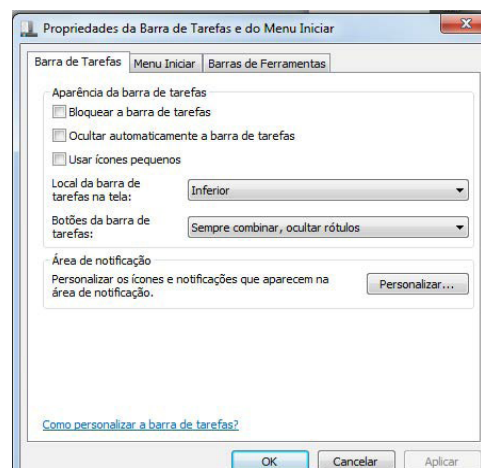 Propriedades da Barra de Tarefas e do Menu Iniciar
Barra de Tarefas Menu Iniciar Barras de Ferramentas
Aparência da barra de tarefas
Bloquear a barra de tarefas
Ocultar automaticamente a barra de tarefas
Usar ícones pequenos
Local da barra de
tarefas na tela:
Inferior
Botões da barra de
tarefas:
Sempre combinar, ocultar rótulos
Área de notificação
Personalizar os ícones e notificações que aparecem na
área de notificação.
Personalizar...
Como personalizar a barra de tarefas?
OK Cancelar Aplicar